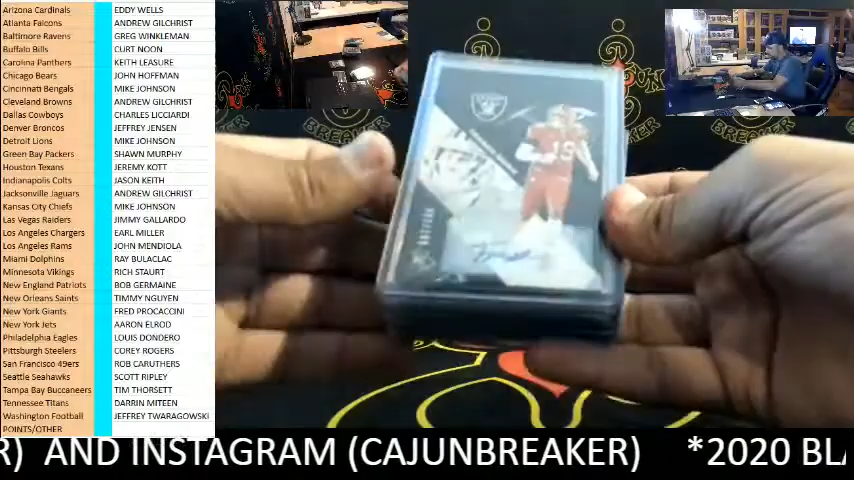 Arizona Cardinals EDDY WELLS
Atlanta Falcons ANDREW GILCHRIST
Baltimore Ravens GREG WINKLEMAN
Buffalo Bills CURT NOON
Carolina Panthers KEITH LEASURE
Chicago Bears JOHN HOFFMAN
Cincinnati Bengals MIKE JOHNSON
Cleveland Browns ANDREW GILCHRIST
Dallas Cowboys CHARLES LICCIARDI
Denver Broncos JEFFREY JENSEN
Detroit Lions MIKE JOHNSON
Green Bay Packers SHAWN MURPHY
Houston Texans JEREMY KOTT
Indianapolis Colts JASON KEITH
Jacksonville Jaguars ANDREW GILCHRIST
Kansas City Chiefs MIKE JOHNSON
Las Vegas Raiders JIMMY GALLARDO
Los Angeles Chargers EARL MILLER
Los Angeles Rams JOHN MENDIOLA
Miami Dolphins RAY BULACLAC
Minnesota Vikings RICH STAURT
New England Patriots BOB GERMAINE
New Orleans Saints TIMMY NGUYEN
New York Giants FRED PROCACCINI
New York Jets AARON ELROD
Philadelphia Eagles LOUIS DONDERO
Pittsburgh Steelers COREY ROGERS
San Francisco 49ers ROB CARUTHERS
Seattle Seahawks SCOTT RIPLEY
Tampa Bay Buccaneers TIM THORSETT
Tennessee Titans DARRIN MITEEN
Washington Football JEFFREY TWARAGOWSKI
POINTS/OTHER
BREAKER
BREAKER
BREAKER
19
R) AND INSTAGRAM (CAJUNBREAKER) *2020 BLA